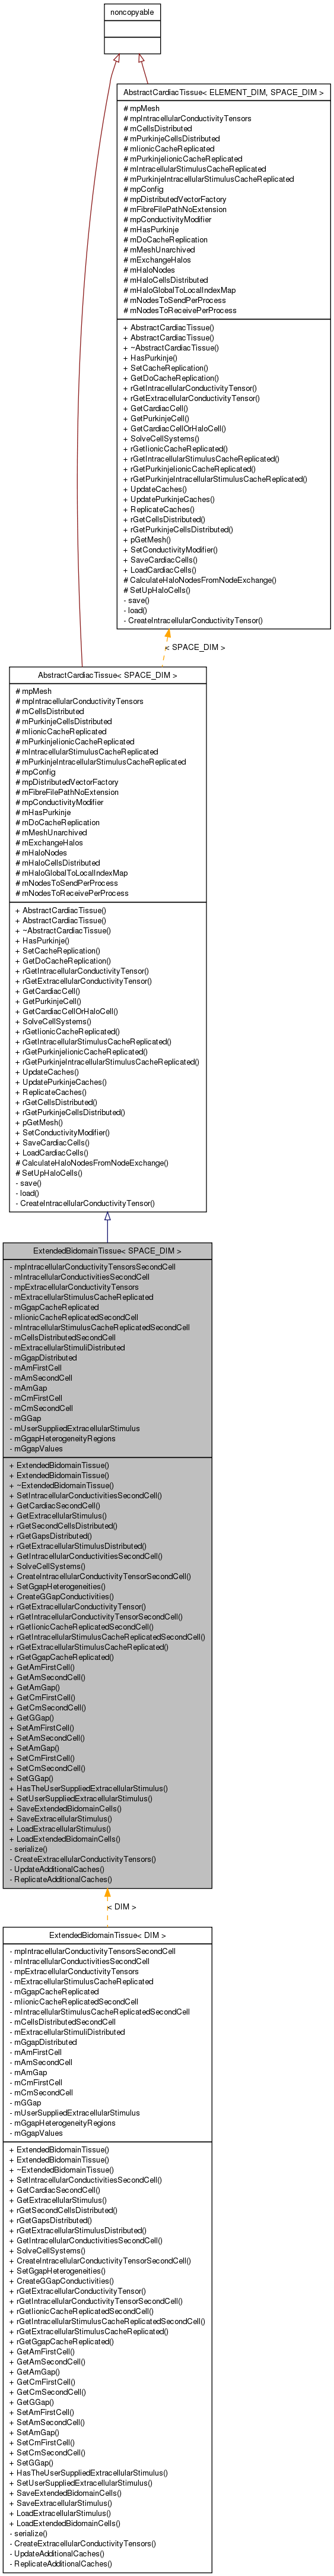 noncopyable
AbstractCardiacTissue< ELEMENT_DIM, SPACE_DIM >
# mpMesh
# mpIntracellularConductivityTensors
# mCellsDistributed
# mPurkinjeCellsDistributed
# mIionicCacheReplicated
# mPurkinjeIionicCacheReplicated
# mIntracellularStimulusCacheReplicated
# mPurkinjeIntracellularStimulusCacheReplicated
# mpConfig
# mpDistributedVectorFactory
# mFibreFilePathNoExtension
# mpConductivityModifier
# mHasPurkinje
# mDoCacheReplication
# mMeshUnarchived
# mExchangeHalos
# mHaloNodes
# mHaloCellsDistributed
# mHaloGlobalToLocalIndexMap
# mNodesToSendPerProcess
# mNodesToReceivePerProcess
+ AbstractCardiacTissue()
+ AbstractCardiacTissue()
+ ~AbstractCardiacTissue()
+ HasPurkinje()
+ SetCacheReplication()
+ GetDoCacheReplication()
+ rGetIntracellularConductivityTensor()
+ rGetExtracellularConductivityTensor()
+ GetCardiacCell()
+ GetPurkinjeCell()
+ GetCardiacCellOrHaloCell()
+ SolveCellSystems()
+ rGetIionicCacheReplicated()
+ rGetIntracellularStimulusCacheReplicated()
+ rGetPurkinjeIionicCacheReplicated()
+ rGetPurkinjeIntracellularStimulusCacheReplicated()
+ UpdateCaches()
+ UpdatePurkinjeCaches()
+ ReplicateCaches()
+ rGetCellsDistributed()
+ rGetPurkinjeCellsDistributed()
+ pGetMesh()
+ SetConductivityModifier()
+ SaveCardiacCells()
+ LoadCardiacCells()
# CalculateHaloNodesFromNodeExchange()
# SetUpHaloCells()
- save()
- load()
- CreateIntracellularConductivityTensor()
< SPACE_DIM >
AbstractCardiacTissue< SPACE_DIM >
# mpMesh
# mpIntracellularConductivityTensors
# mCellsDistributed
# mPurkinjeCellsDistributed
# mIionicCacheReplicated
# mPurkinjeIionicCacheReplicated
# mIntracellularStimulusCacheReplicated
# mPurkinjeIntracellularStimulusCacheReplicated
# mpConfig
# mpDistributedVectorFactory
# mFibreFilePathNoExtension
# mpConductivityModifier
# mHasPurkinje
# mDoCacheReplication
# mMeshUnarchived
# mExchangeHalos
# mHaloNodes
# mHaloCellsDistributed
# mHaloGlobalToLocalIndexMap
# mNodesToSendPerProcess
# mNodesToReceivePerProcess
+ AbstractCardiacTissue()
+ AbstractCardiacTissue()
+ ~AbstractCardiacTissue()
+ HasPurkinje()
+ SetCacheReplication()
+ GetDoCacheReplication()
+ rGetIntracellularConductivityTensor()
+ rGetExtracellularConductivityTensor()
+ GetCardiacCell()
+ GetPurkinjeCell()
+ GetCardiacCellOrHaloCell()
+ SolveCellSystems()
+ rGetIionicCacheReplicated()
+ rGetIntracellularStimulusCacheReplicated()
+ rGetPurkinjeIionicCacheReplicated()
+ rGetPurkinjeIntracellularStimulusCacheReplicated()
+ UpdateCaches()
+ UpdatePurkinjeCaches()
+ ReplicateCaches()
+ rGetCellsDistributed()
+ rGetPurkinjeCellsDistributed()
+ pGetMesh()
+ SetConductivityModifier()
+ SaveCardiacCells()
+ LoadCardiacCells()
# CalculateHaloNodesFromNodeExchange()
# SetUpHaloCells()
- save()
- load()
- CreateIntracellularConductivityTensor()
ExtendedBidomainTissue< SPACE_DIM >
- mpIntracellularConductivityTensorsSecondCell
- mIntracellularConductivitiesSecondCell
- mpExtracellularConductivityTensors
- mExtracellularStimulusCacheReplicated
- mGgapCacheReplicated
- mIionicCacheReplicatedSecondCell
- mIntracellularStimulusCacheReplicatedSecondCell
- mCellsDistributedSecondCell
- mExtracellularStimuliDistributed
- mGgapDistributed
- mAmFirstCell
- mAmSecondCell
- mAmGap
- mCmFirstCell
- mCmSecondCell
- mGGap
- mUserSuppliedExtracellularStimulus
- mGgapHeterogeneityRegions
- mGgapValues
+ ExtendedBidomainTissue()
+ ExtendedBidomainTissue()
+ ~ExtendedBidomainTissue()
+ SetIntracellularConductivitiesSecondCell()
+ GetCardiacSecondCell()
+ GetExtracellularStimulus()
+ rGetSecondCellsDistributed()
+ rGetGapsDistributed()
+ rGetExtracellularStimulusDistributed()
+ GetIntracellularConductivitiesSecondCell()
+ SolveCellSystems()
+ CreateIntracellularConductivityTensorSecondCell()
+ SetGgapHeterogeneities()
+ CreateGGapConductivities()
+ rGetExtracellularConductivityTensor()
+ rGetIntracellularConductivityTensorSecondCell()
+ rGetIionicCacheReplicatedSecondCell()
+ rGetIntracellularStimulusCacheReplicatedSecondCell()
+ rGetExtracellularStimulusCacheReplicated()
+ rGetGgapCacheReplicated()
+ GetAmFirstCell()
+ GetAmSecondCell()
+ GetAmGap()
+ GetCmFirstCell()
+ GetCmSecondCell()
+ GetGGap()
+ SetAmFirstCell()
+ SetAmSecondCell()
+ SetAmGap()
+ SetCmFirstCell()
+ SetCmSecondCell()
+ SetGGap()
+ HasTheUserSuppliedExtracellularStimulus()
+ SetUserSuppliedExtracellularStimulus()
+ SaveExtendedBidomainCells()
+ SaveExtracellularStimulus()
+ LoadExtracellularStimulus()
+ LoadExtendedBidomainCells()
- serialize()
- CreateExtracellularConductivityTensors()
- UpdateAdditionalCaches()
- ReplicateAdditionalCaches()
< DIM >
ExtendedBidomainTissue< DIM >
- mpIntracellularConductivityTensorsSecondCell
- mIntracellularConductivitiesSecondCell
- mpExtracellularConductivityTensors
- mExtracellularStimulusCacheReplicated
- mGgapCacheReplicated
- mIionicCacheReplicatedSecondCell
- mIntracellularStimulusCacheReplicatedSecondCell
- mCellsDistributedSecondCell
- mExtracellularStimuliDistributed
- mGgapDistributed
- mAmFirstCell
- mAmSecondCell
- mAmGap
- mCmFirstCell
- mCmSecondCell
- mGGap
- mUserSuppliedExtracellularStimulus
- mGgapHeterogeneityRegions
- mGgapValues
+ ExtendedBidomainTissue()
+ ExtendedBidomainTissue()
+ ~ExtendedBidomainTissue()
+ SetIntracellularConductivitiesSecondCell()
+ GetCardiacSecondCell()
+ GetExtracellularStimulus()
+ rGetSecondCellsDistributed()
+ rGetGapsDistributed()
+ rGetExtracellularStimulusDistributed()
+ GetIntracellularConductivitiesSecondCell()
+ SolveCellSystems()
+ CreateIntracellularConductivityTensorSecondCell()
+ SetGgapHeterogeneities()
+ CreateGGapConductivities()
+ rGetExtracellularConductivityTensor()
+ rGetIntracellularConductivityTensorSecondCell()
+ rGetIionicCacheReplicatedSecondCell()
+ rGetIntracellularStimulusCacheReplicatedSecondCell()
+ rGetExtracellularStimulusCacheReplicated()
+ rGetGgapCacheReplicated()
+ GetAmFirstCell()
+ GetAmSecondCell()
+ GetAmGap()
+ GetCmFirstCell()
+ GetCmSecondCell()
+ GetGGap()
+ SetAmFirstCell()
+ SetAmSecondCell()
+ SetAmGap()
+ SetCmFirstCell()
+ SetCmSecondCell()
+ SetGGap()
+ HasTheUserSuppliedExtracellularStimulus()
+ SetUserSuppliedExtracellularStimulus()
+ SaveExtendedBidomainCells()
+ SaveExtracellularStimulus()
+ LoadExtracellularStimulus()
+ LoadExtendedBidomainCells()
- serialize()
- CreateExtracellularConductivityTensors()
- UpdateAdditionalCaches()
- ReplicateAdditionalCaches()